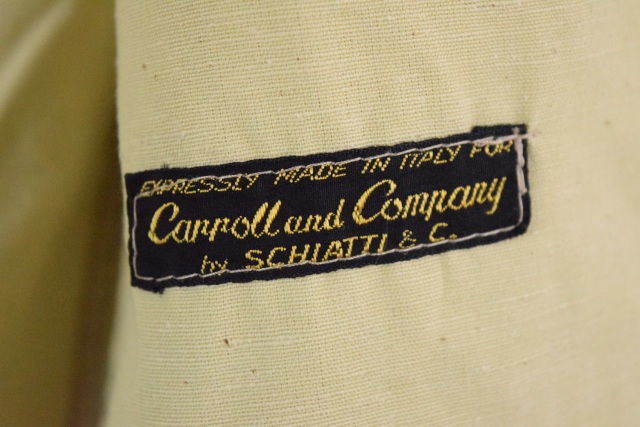 EXPRESSLY MADE IN ITALY FOR
Carroll and Company
by SCHIATTI & C.